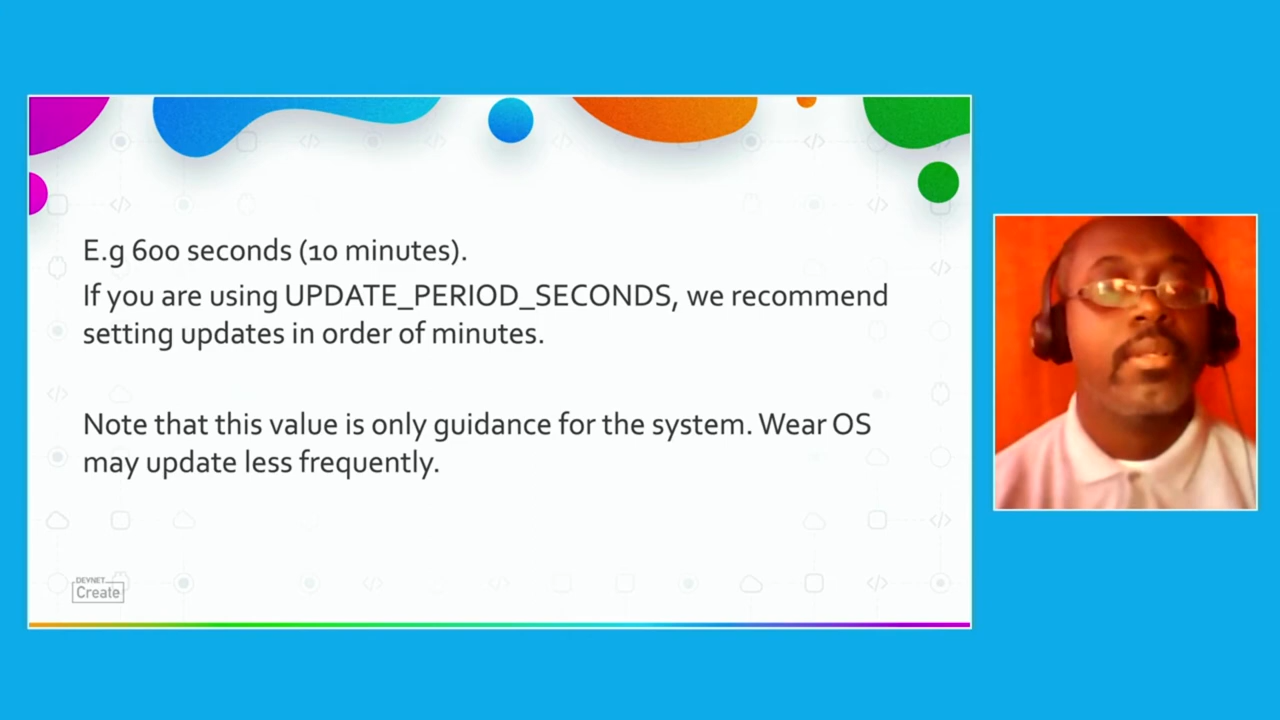 E.g 600 seconds (10 minutes).
If you are using UPDATE_PERIOD_SECONDS, we recommend
setting updates in order of minutes.
Note that this value is only guidance for the system. Wear OS
may update less frequently.
DEVNET
Create